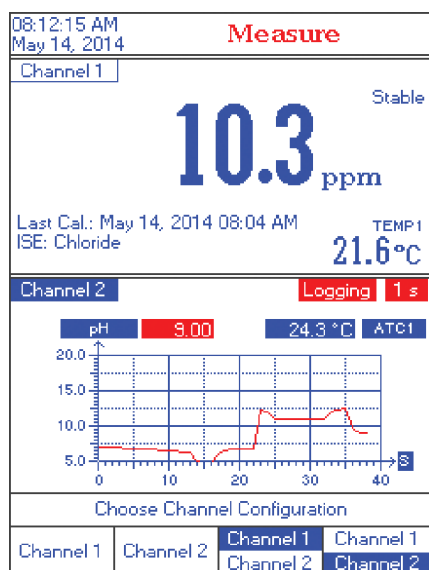 08:12:15 AM
May 14, 2014
Measure
Channel 1
Stable
10.3 ppm
Last Cal.: May 14, 2014 08:04 AM
ISE: Chloride
TEMP1
21.6°C
Channel 2
Logging 1 s
pH 9.00 24.3 °C ATC1
20.0
15.0
10.0
5.0
0 10 20 30 40 S
Choose Channel Configuration
Channel 1 Channel 2 Channel 1 Channel 1
Channel 2 Channel 2